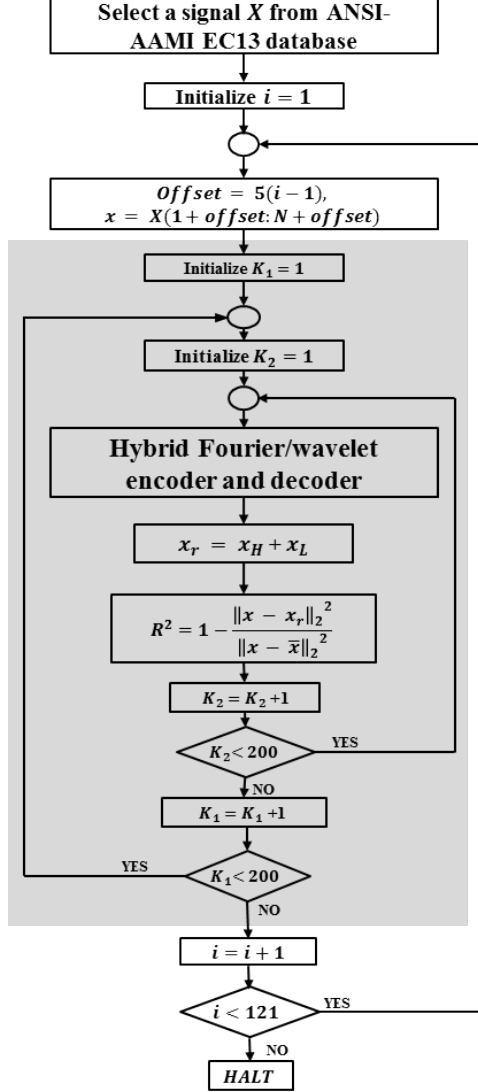 Select a signal X from ANSI-
AAMI EC13 database
Initialize i = 1
Offset = 5(i − 1),
x = X(1 + offset: N + offset)
Initialize K₁ = 1
Initialize K₂ = 1
Hybrid Fourier/wavelet
encoder and decoder
xᵣ = x_H + x_L
R² = 1 − ‖x − xᵣ‖₂² / ‖x − x̅‖₂²
K₂ = K₂ +1
K₂ < 200
YES
NO
K₁ = K₁ +1
YES
K₁ < 200
NO
i = i + 1
i < 121
YES
NO
HALT